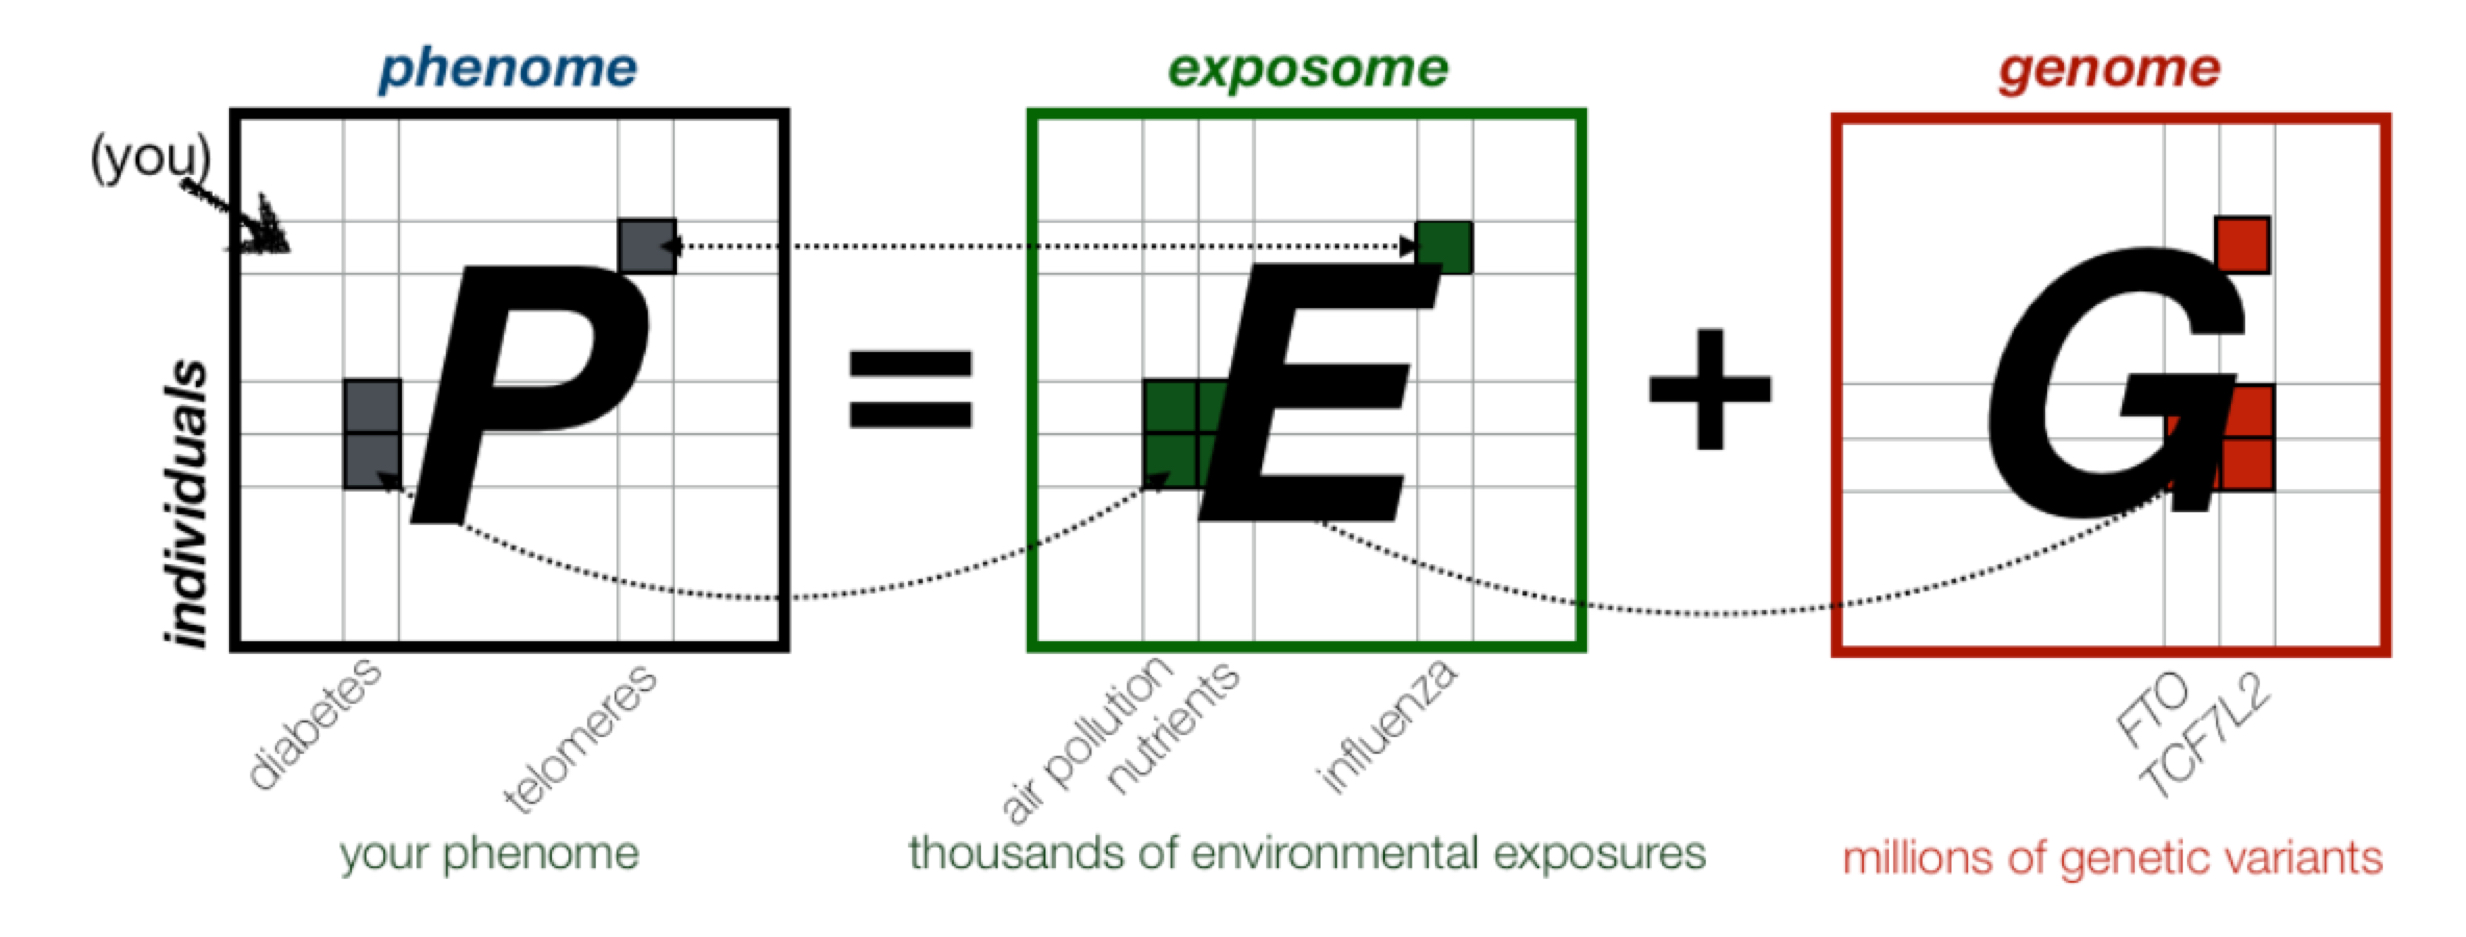 phenome
exposome
genome
(you)
individuals
P
=
E
+
G
diabetes
telomeres
air pollution
nutrients
influenza
FTO
TCF7L2
your phenome
thousands of environmental exposures
millions of genetic variants